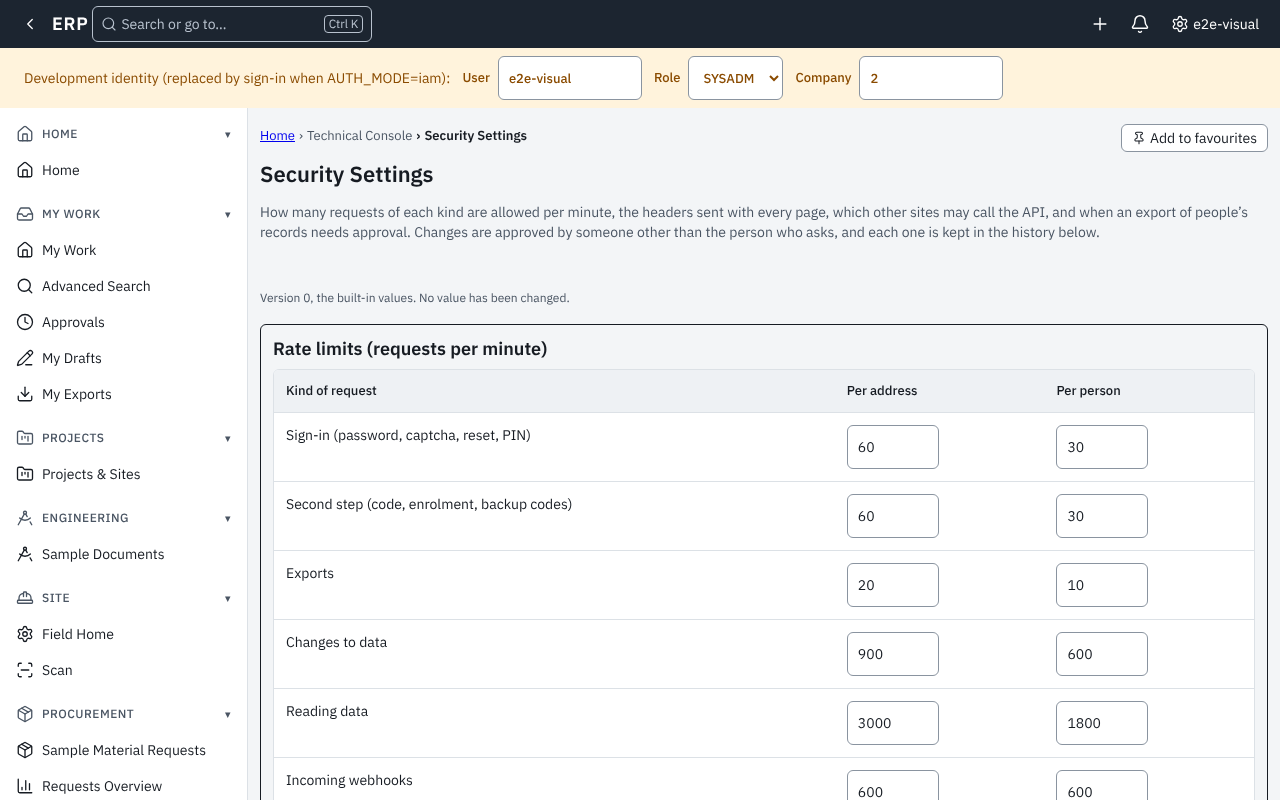 ERP
Search or go to...
Ctrl K
e2e-visual
Development identity (replaced by sign-in when AUTH_MODE=iam):
User
e2e-visual
Role
SYSADM
Company
2
HOME
Home
MY WORK
My Work
Advanced Search
Approvals
My Drafts
My Exports
PROJECTS
Projects & Sites
ENGINEERING
Sample Documents
SITE
Field Home
Scan
PROCUREMENT
Sample Material Requests
Requests Overview
Home › Technical Console › Security Settings
Add to favourites
Security Settings
How many requests of each kind are allowed per minute, the headers sent with every page, which other sites may call the API, and when an export of people’s
records needs approval. Changes are approved by someone other than the person who asks, and each one is kept in the history below.
Version 0, the built-in values. No value has been changed.
Rate limits (requests per minute)
Kind of request Per address Per person
Sign-in (password, captcha, reset, PIN) 60 30
Second step (code, enrolment, backup codes) 60 30
Exports 20 10
Changes to data 900 600
Reading data 3000 1800
Incoming webhooks 600 600